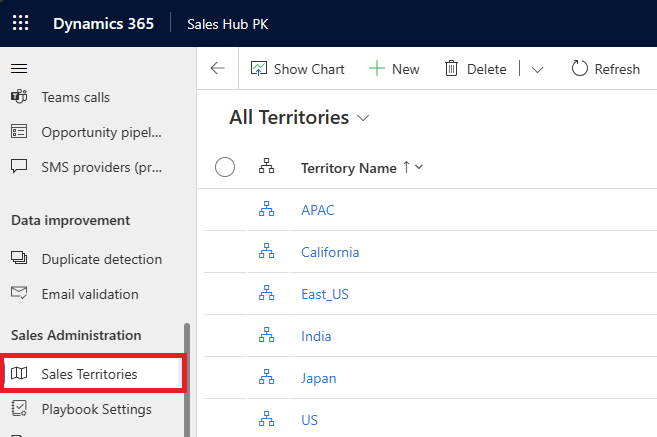 Dynamics 365 Sales Hub PK
Show Chart New Delete Refresh
Teams calls
Opportunity pipel...
SMS providers (pr...
Data improvement
Duplicate detection
Email validation
Sales Administration
Sales Territories
Playbook Settings
All Territories
Territory Name
APAC
California
East_US
India
Japan
US